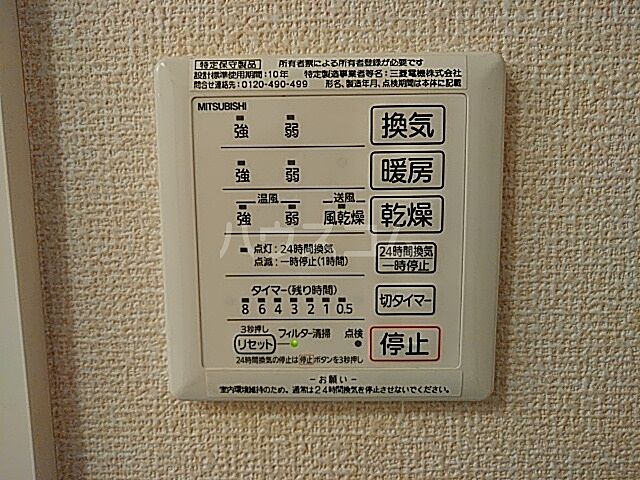 特定保守製品 所有者票による所有者登録が必要です
設計標準使用期間:10年 特定製造事業者等名:三菱電機株式会社
問合せ連絡先:0120-490-499 形名、製造年月、点検期間は本体に記載
MITSUBISHI
強 弱 換気
強 弱 暖房
温風 送風
強 弱 風乾燥 乾燥
点灯:24時間換気
点滅:一時停止(1時間)
24時間換気
一時停止
タイマー(残り時間)
8 6 4 3 2 1 0.5
切タイマー
3秒押し
リセット フィルター清掃 点検
停止
24時間換気の停止は停止ボタンを3秒押し
-お願い-
室内環境維持のため、通常は24時間換気を停止させないでください。
ハウスコム